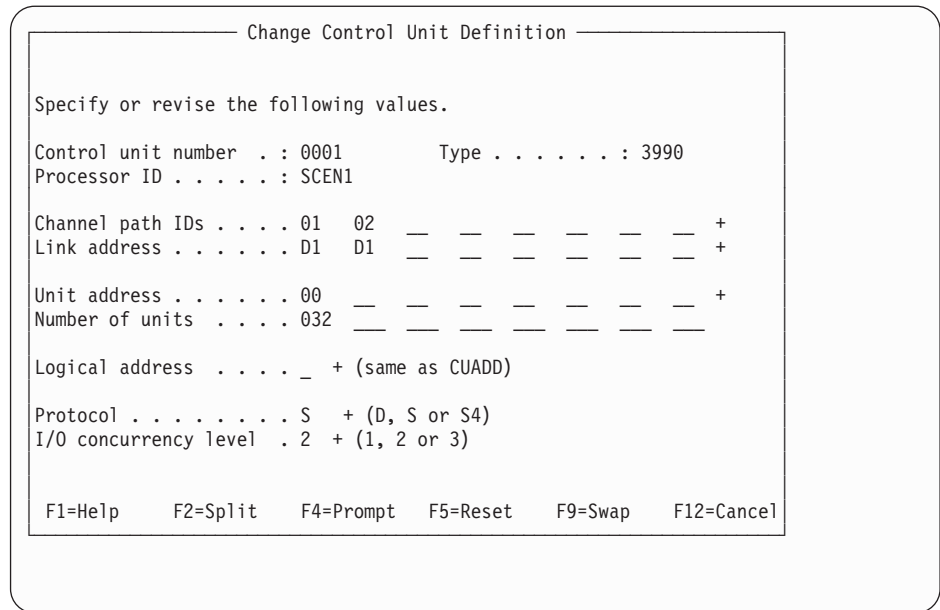 Change Control Unit Definition
Specify or revise the following values.
Control unit number . : 0001 Type . . . . . . : 3990
Processor ID . . . . . : SCEN1
Channel path IDs . . . . 01 02 __ __ __ __ __ __ +
Link address . . . . . . D1 D1 __ __ __ __ __ __ +
Unit address . . . . . . 00 __ __ __ __ __ __ __ +
Number of units . . . . 032 ___ ___ ___ ___ ___ ___ ___
Logical address . . . . _ + (same as CUADD)
Protocol . . . . . . . . S + (D, S or S4)
I/O concurrency level . 2 + (1, 2 or 3)
F1=Help F2=Split F4=Prompt F5=Reset F9=Swap F12=Cancel